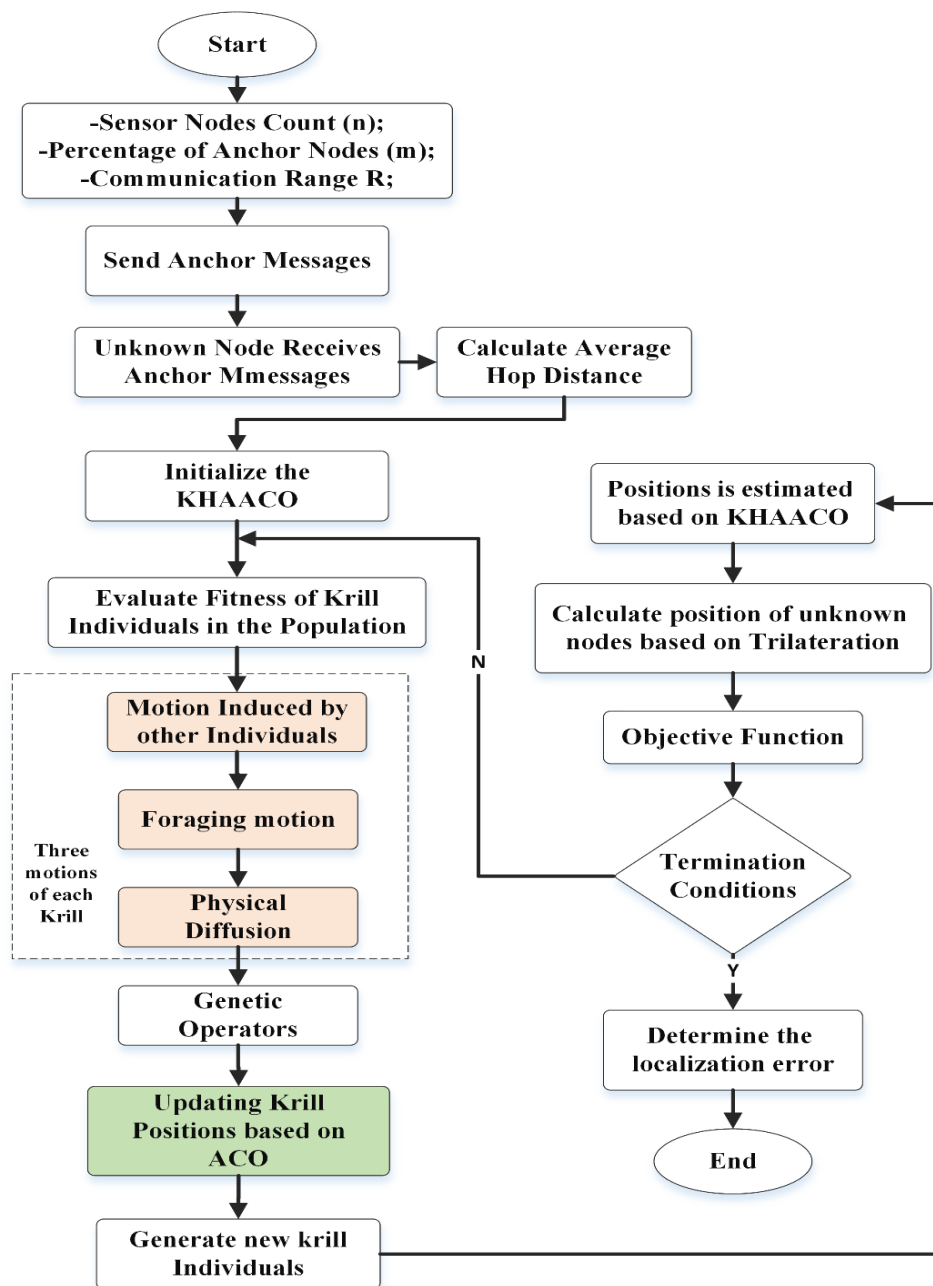 Start
-Sensor Nodes Count (n);
-Percentage of Anchor Nodes (m);
-Communication Range R;
Send Anchor Messages
Unknown Node Receives
Anchor Mmessages
Calculate Average
Hop Distance
Initialize the
KHAACO
Evaluate Fitness of Krill
Individuals in the Population
Three
motions
of each
Krill
Motion Induced by
other Individuals
Foraging motion
Physical
Diffusion
Genetic
Operators
Updating Krill
Positions based on
ACO
Generate new krill
Individuals
Positions is estimated
based on KHAACO
Calculate position of unknown
nodes based on Trilateration
Objective Function
Termination
Conditions
N
Y
Determine the
localization error
End